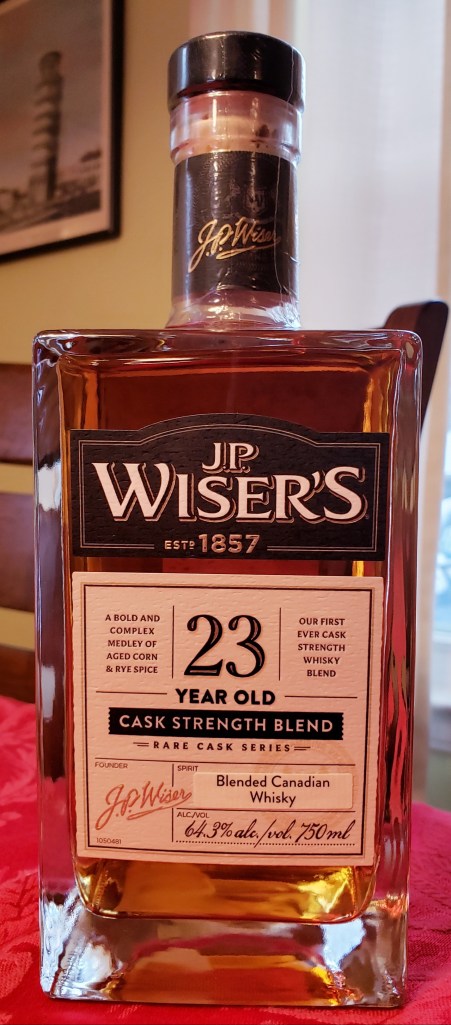 J.P. Wiser
J.P.
WISER'S
ESTD 1857
A BOLD AND
COMPLEX
MEDLEY OF
AGED CORN
& RYE SPICE
23
OUR FIRST
EVER CASK
STRENGTH
WHISKY
BLEND
YEAR OLD
CASK STRENGTH BLEND
RARE CASK SERIES
FOUNDER
J.P. Wiser
1050481
SPIRIT
Blended Canadian
Whisky
ALC/VOL
64.3% alc./vol. 750ml